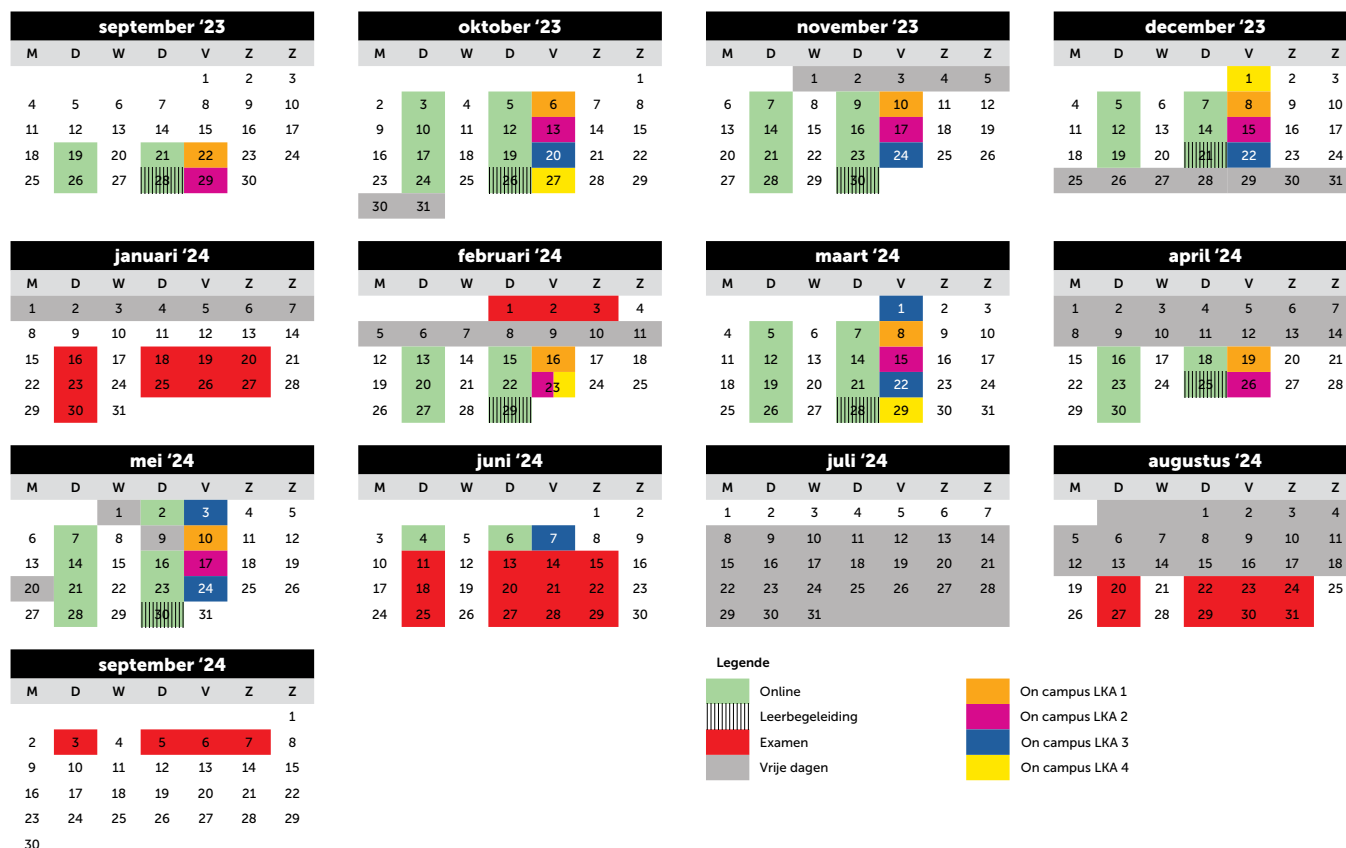 september ‘23
M D W D V Z Z
1 2 3
4 5 6 7 8 9 10
11 12 13 14 15 16 17
18 19 20 21 22 23 24
25 26 27 28 29 30
oktober ‘23
M D W D V Z Z
1
2 3 4 5 6 7 8
9 10 11 12 13 14 15
16 17 18 19 20 21 22
23 24 25 26 27 28 29
30 31
november ‘23
M D W D V Z Z
1 2 3 4 5
6 7 8 9 10 11 12
13 14 15 16 17 18 19
20 21 22 23 24 25 26
27 28 29 30
december ‘23
M D W D V Z Z
1 2 3
4 5 6 7 8 9 10
11 12 13 14 15 16 17
18 19 20 21 22 23 24
25 26 27 28 29 30 31
januari ‘24
M D W D V Z Z
1 2 3 4 5 6 7
8 9 10 11 12 13 14
15 16 17 18 19 20 21
22 23 24 25 26 27 28
29 30 31
februari ‘24
M D W D V Z Z
1 2 3 4
5 6 7 8 9 10 11
12 13 14 15 16 17 18
19 20 21 22 23 24 25
26 27 28 29
maart ‘24
M D W D V Z Z
1 2 3
4 5 6 7 8 9 10
11 12 13 14 15 16 17
18 19 20 21 22 23 24
25 26 27 28 29 30 31
april ‘24
M D W D V Z Z
1 2 3 4 5 6 7
8 9 10 11 12 13 14
15 16 17 18 19 20 21
22 23 24 25 26 27 28
29 30
mei ‘24
M D W D V Z Z
1 2 3 4 5
6 7 8 9 10 11 12
13 14 15 16 17 18 19
20 21 22 23 24 25 26
27 28 29 30 31
juni ‘24
M D W D V Z Z
1 2
3 4 5 6 7 8 9
10 11 12 13 14 15 16
17 18 19 20 21 22 23
24 25 26 27 28 29 30
juli ‘24
M D W D V Z Z
1 2 3 4 5 6 7
8 9 10 11 12 13 14
15 16 17 18 19 20 21
22 23 24 25 26 27 28
29 30 31
augustus ‘24
M D W D V Z Z
1 2 3 4
5 6 7 8 9 10 11
12 13 14 15 16 17 18
19 20 21 22 23 24 25
26 27 28 29 30 31
september ‘24
M D W D V Z Z
1
2 3 4 5 6 7 8
9 10 11 12 13 14 15
16 17 18 19 20 21 22
23 24 25 26 27 28 29
30
Legende
Online
Leerbegeleiding
Examen
Vrije dagen
On campus LKA 1
On campus LKA 2
On campus LKA 3
On campus LKA 4